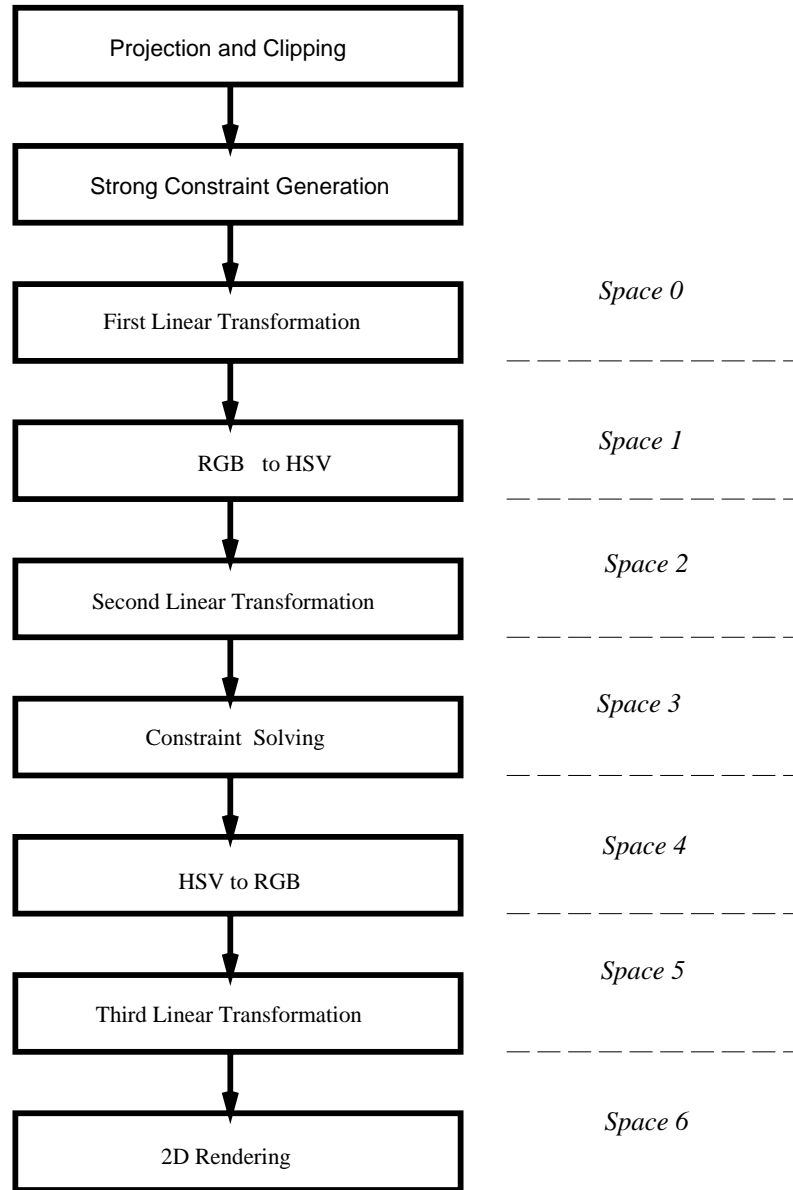 Projection and Clipping
Strong Constraint Generation
Space 0
First Linear Transformation
Space 1
RGB to HSV
Space 2
Second Linear Transformation
Space 3
Constraint Solving
Space 4
HSV to RGB
Space 5
Third Linear Transformation
Space 6
2D Rendering